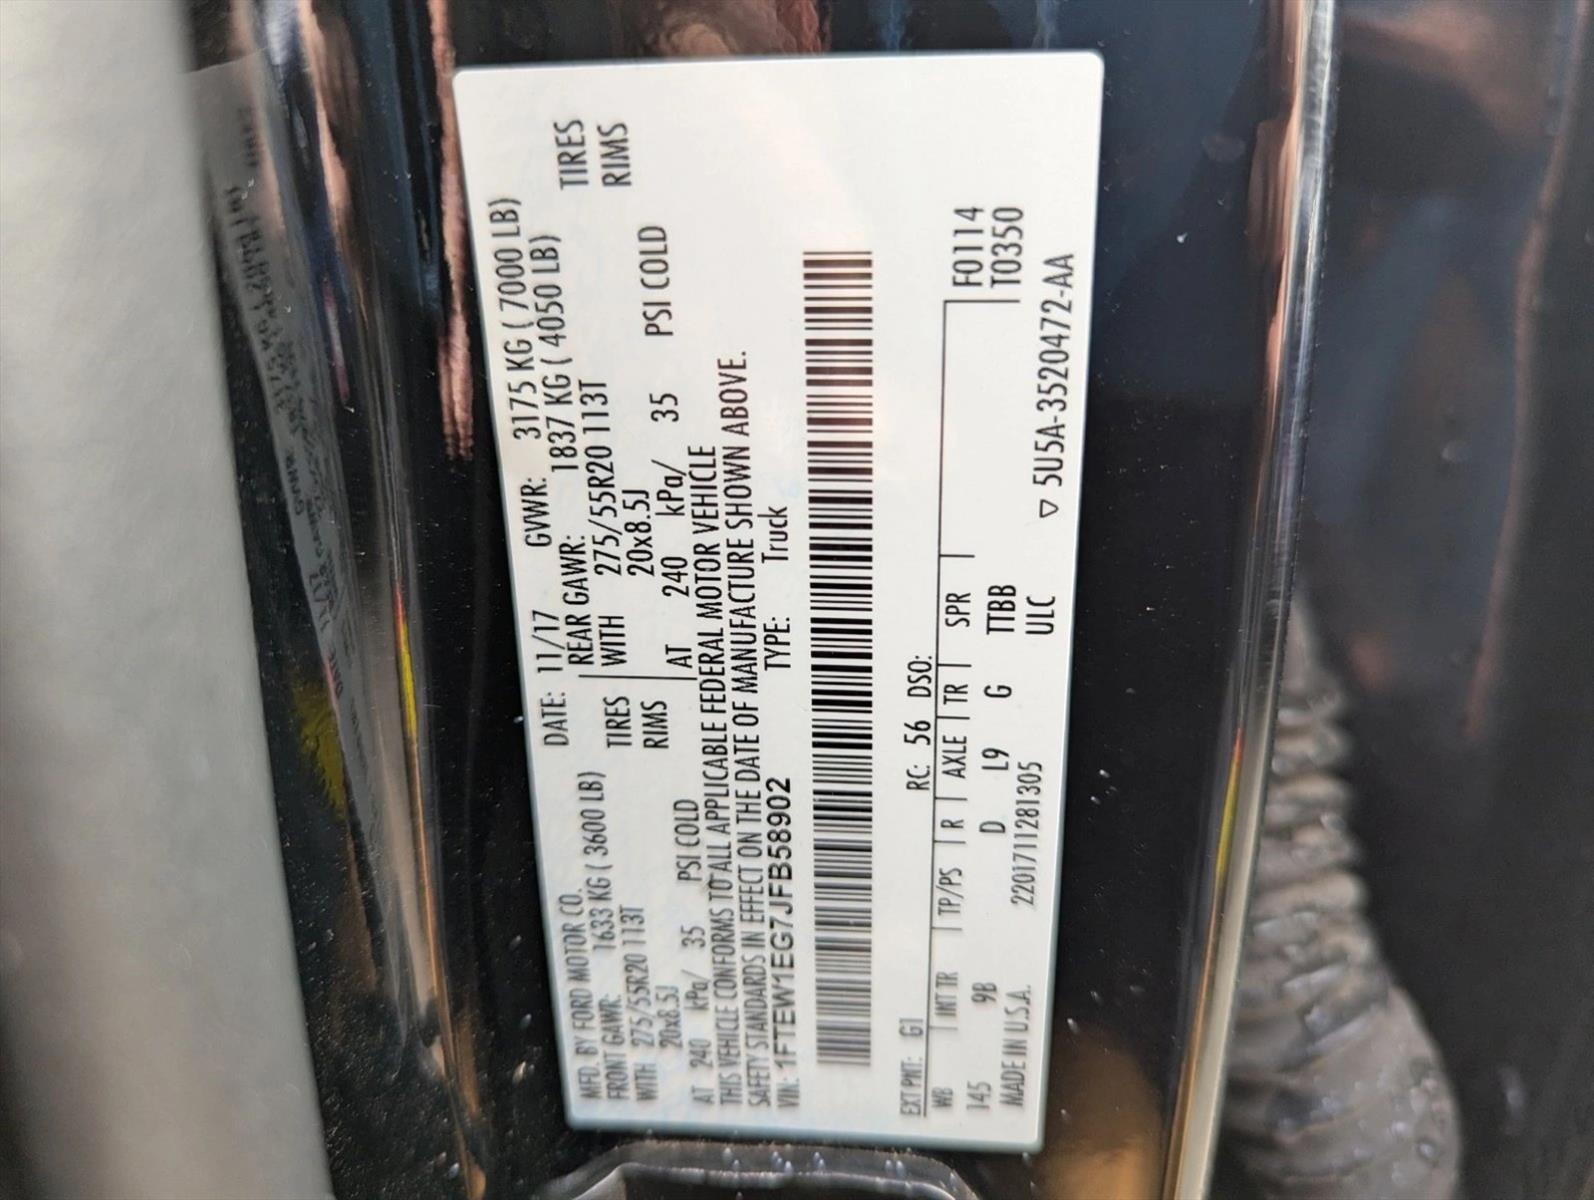 MFD. BY FORD MOTOR CO. DATE: 11/17 GVWR: 3175 KG ( 7000 LB)
FRONT GAWR: 1633 KG ( 3600 LB) REAR GAWR: 1837 KG ( 4050 LB)
WITH 275/55R20 113T TIRES WITH 275/55R20 113T TIRES
20x8.5J RIMS 20x8.5J RIMS
AT 240 kPa/ 35 PSI COLD AT 240 kPa/ 35 PSI COLD
THIS VEHICLE CONFORMS TO ALL APPLICABLE FEDERAL MOTOR VEHICLE
SAFETY STANDARDS IN EFFECT ON THE DATE OF MANUFACTURE SHOWN ABOVE.
VIN: 1FTEW1EG7JFB58902 TYPE: Truck
EXT PNT: G1 RC: 56 DSO:
WB INT TR TP/PS R AXLE TR SPR F0114
145 9B D L9 G TTBB T0350
MADE IN U.S.A. 2201711281305 ULC
▽ 5U5A-3520472-AA